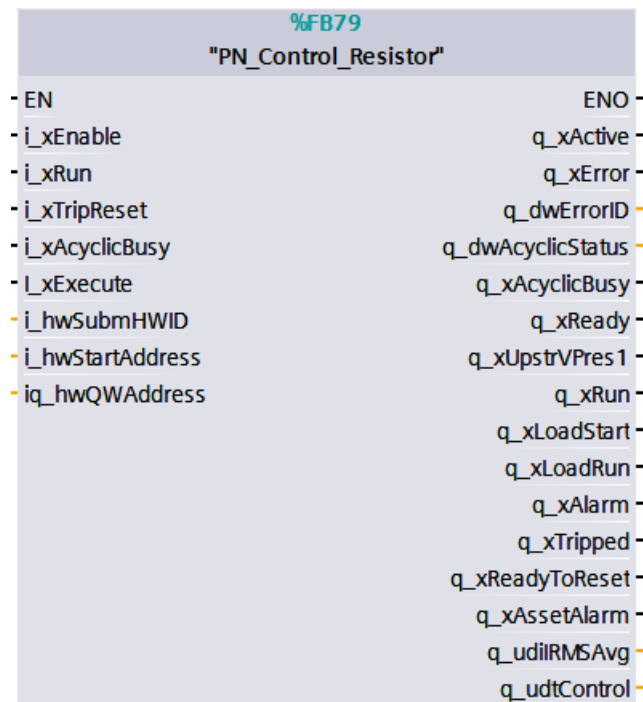 %FB79
"PN_Control_Resistor"
EN ENO
i_xEnable q_xActive
i_xRun q_xError
i_xTripReset q_dwErrorID
i_xAcyclicBusy q_dwAcyclicStatus
I_xExecute q_xAcyclicBusy
i_hwSubmHWID q_xReady
i_hwStartAddress q_xUpstrVPres1
iq_hwQWAddress q_xRun
q_xLoadStart
q_xLoadRun
q_xAlarm
q_xTripped
q_xReadyToReset
q_xAssetAlarm
q_udiIRMSAvg
q_udtControl